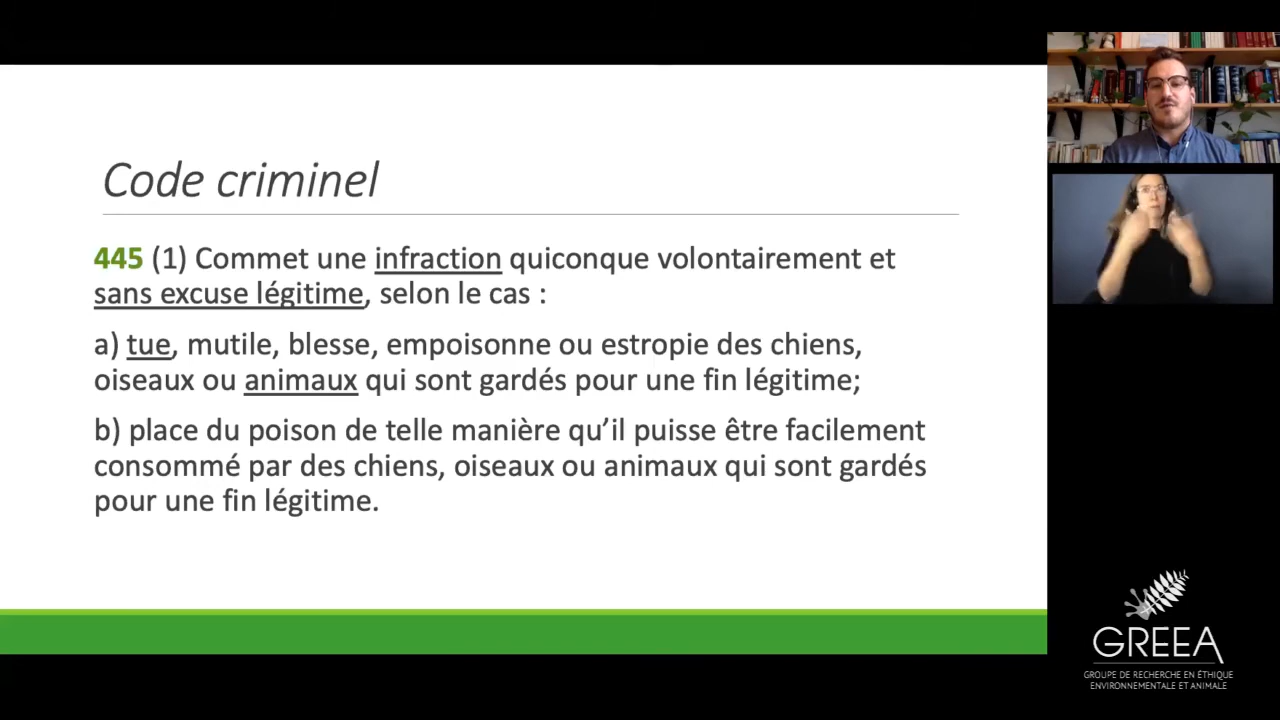 Code criminel
445 (1) Commet une infraction quiconque volontairement et
sans excuse légitime, selon le cas :
a) tue, mutile, blesse, empoisonne ou estropie des chiens,
oiseaux ou animaux qui sont gardés pour une fin légitime;
b) place du poison de telle manière qu’il puisse être facilement
consommé par des chiens, oiseaux ou animaux qui sont gardés
pour une fin légitime.
GREEA
GROUPE DE RECHERCHE EN ÉTHIQUE
ENVIRONNEMENTALE ET ANIMALE